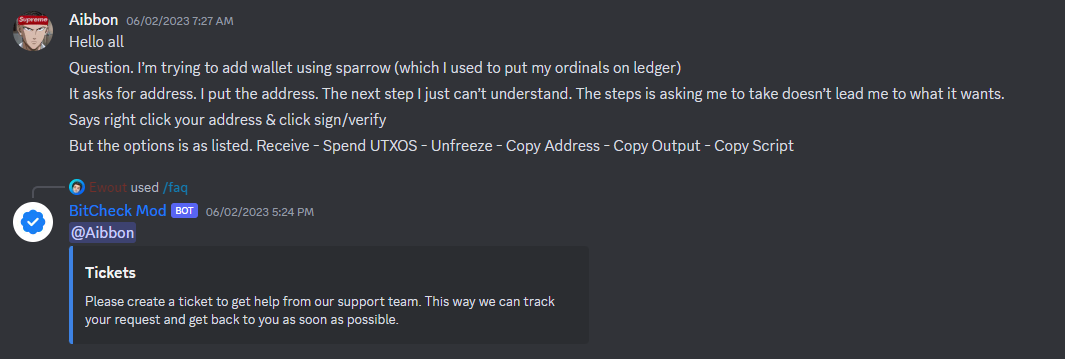 Supreme
Aibbon 06/02/2023 7:27 AM
Hello all
Question. I’m trying to add wallet using sparrow (which I used to put my ordinals on ledger)
It asks for address. I put the address. The next step I just can’t understand. The steps is asking me to take doesn’t lead me to what it wants.
Says right click your address & click sign/verify
But the options is as listed. Receive - Spend UTXOS - Unfreeze - Copy Address - Copy Output - Copy Script
Ewout used /faq
BitCheck Mod BOT 06/02/2023 5:24 PM
@Aibbon
Tickets
Please create a ticket to get help from our support team. This way we can track
your request and get back to you as soon as possible.